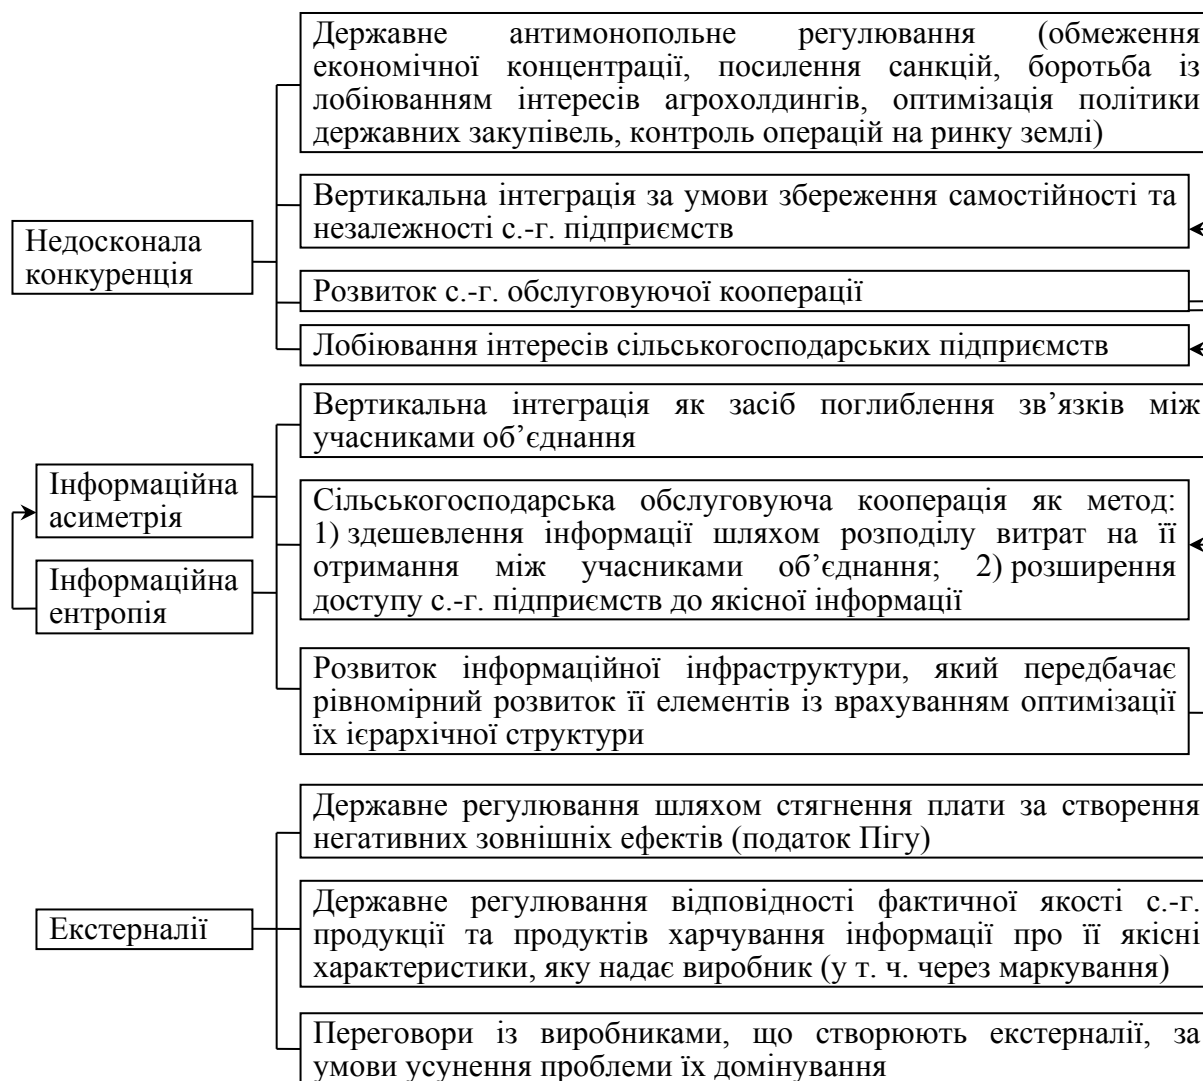 Державне антимонопольне регулювання (обмеження
економічної концентрації, посилення санкцій, боротьба із
лобіюванням інтересів агрохолдингів, оптимізація політики
державних закупівель, контроль операцій на ринку землі)
Вертикальна інтеграція за умови збереження самостійності та
незалежності с.-г. підприємств
Недосконала
конкуренція
Розвиток с.-г. обслуговуючої кооперації
Лобіювання інтересів сільськогосподарських підприємств
Вертикальна інтеграція як засіб поглиблення зв’язків між
учасниками об’єднання
Інформаційна
асиметрія
Сільськогосподарська обслуговуюча кооперація як метод:
1) здешевлення інформації шляхом розподілу витрат на її
отримання між учасниками об’єднання; 2) розширення
доступу с.-г. підприємств до якісної інформації
Інформаційна
ентропія
Розвиток інформаційної інфраструктури, який передбачає
рівномірний розвиток її елементів із врахуванням оптимізації
їх ієрархічної структури
Державне регулювання шляхом стягнення плати за створення
негативних зовнішніх ефектів (податок Пігу)
Екстерналії
Державне регулювання відповідності фактичної якості с.-г.
продукції та продуктів харчування інформації про її якісні
характеристики, яку надає виробник (у т. ч. через маркування)
Переговори із виробниками, що створюють екстерналії, за
умови усунення проблеми їх домінування